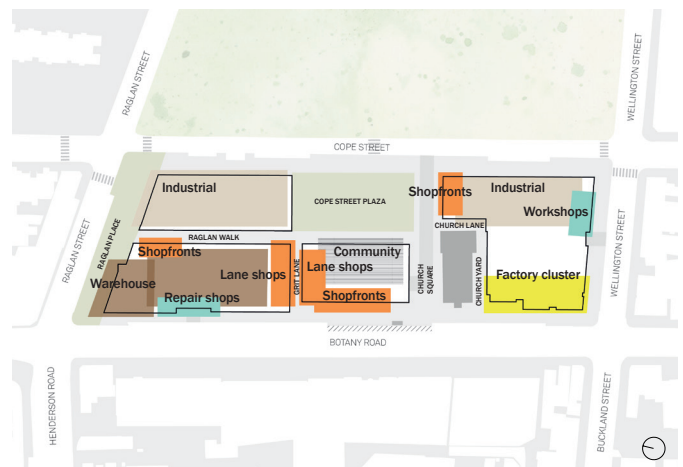 RAGLAN STREET
WELLINGTON STREET
COPE STREET
Industrial
COPE STREET PLAZA
Shopfronts
Industrial
Workshops
RAGLAN STREET
RAGLAN PLACE
RAGLAN WALK
CHURCH LANE
WELLINGTON STREET
Shopfronts
Community
Warehouse
Lane shops
GRIT LANE
Lane shops
CHURCH
SQUARE
CHURCHYARD
Factory cluster
Repair shops
Shopfronts
BOTANY ROAD
HENDERSON ROAD
BUCKLAND STREET